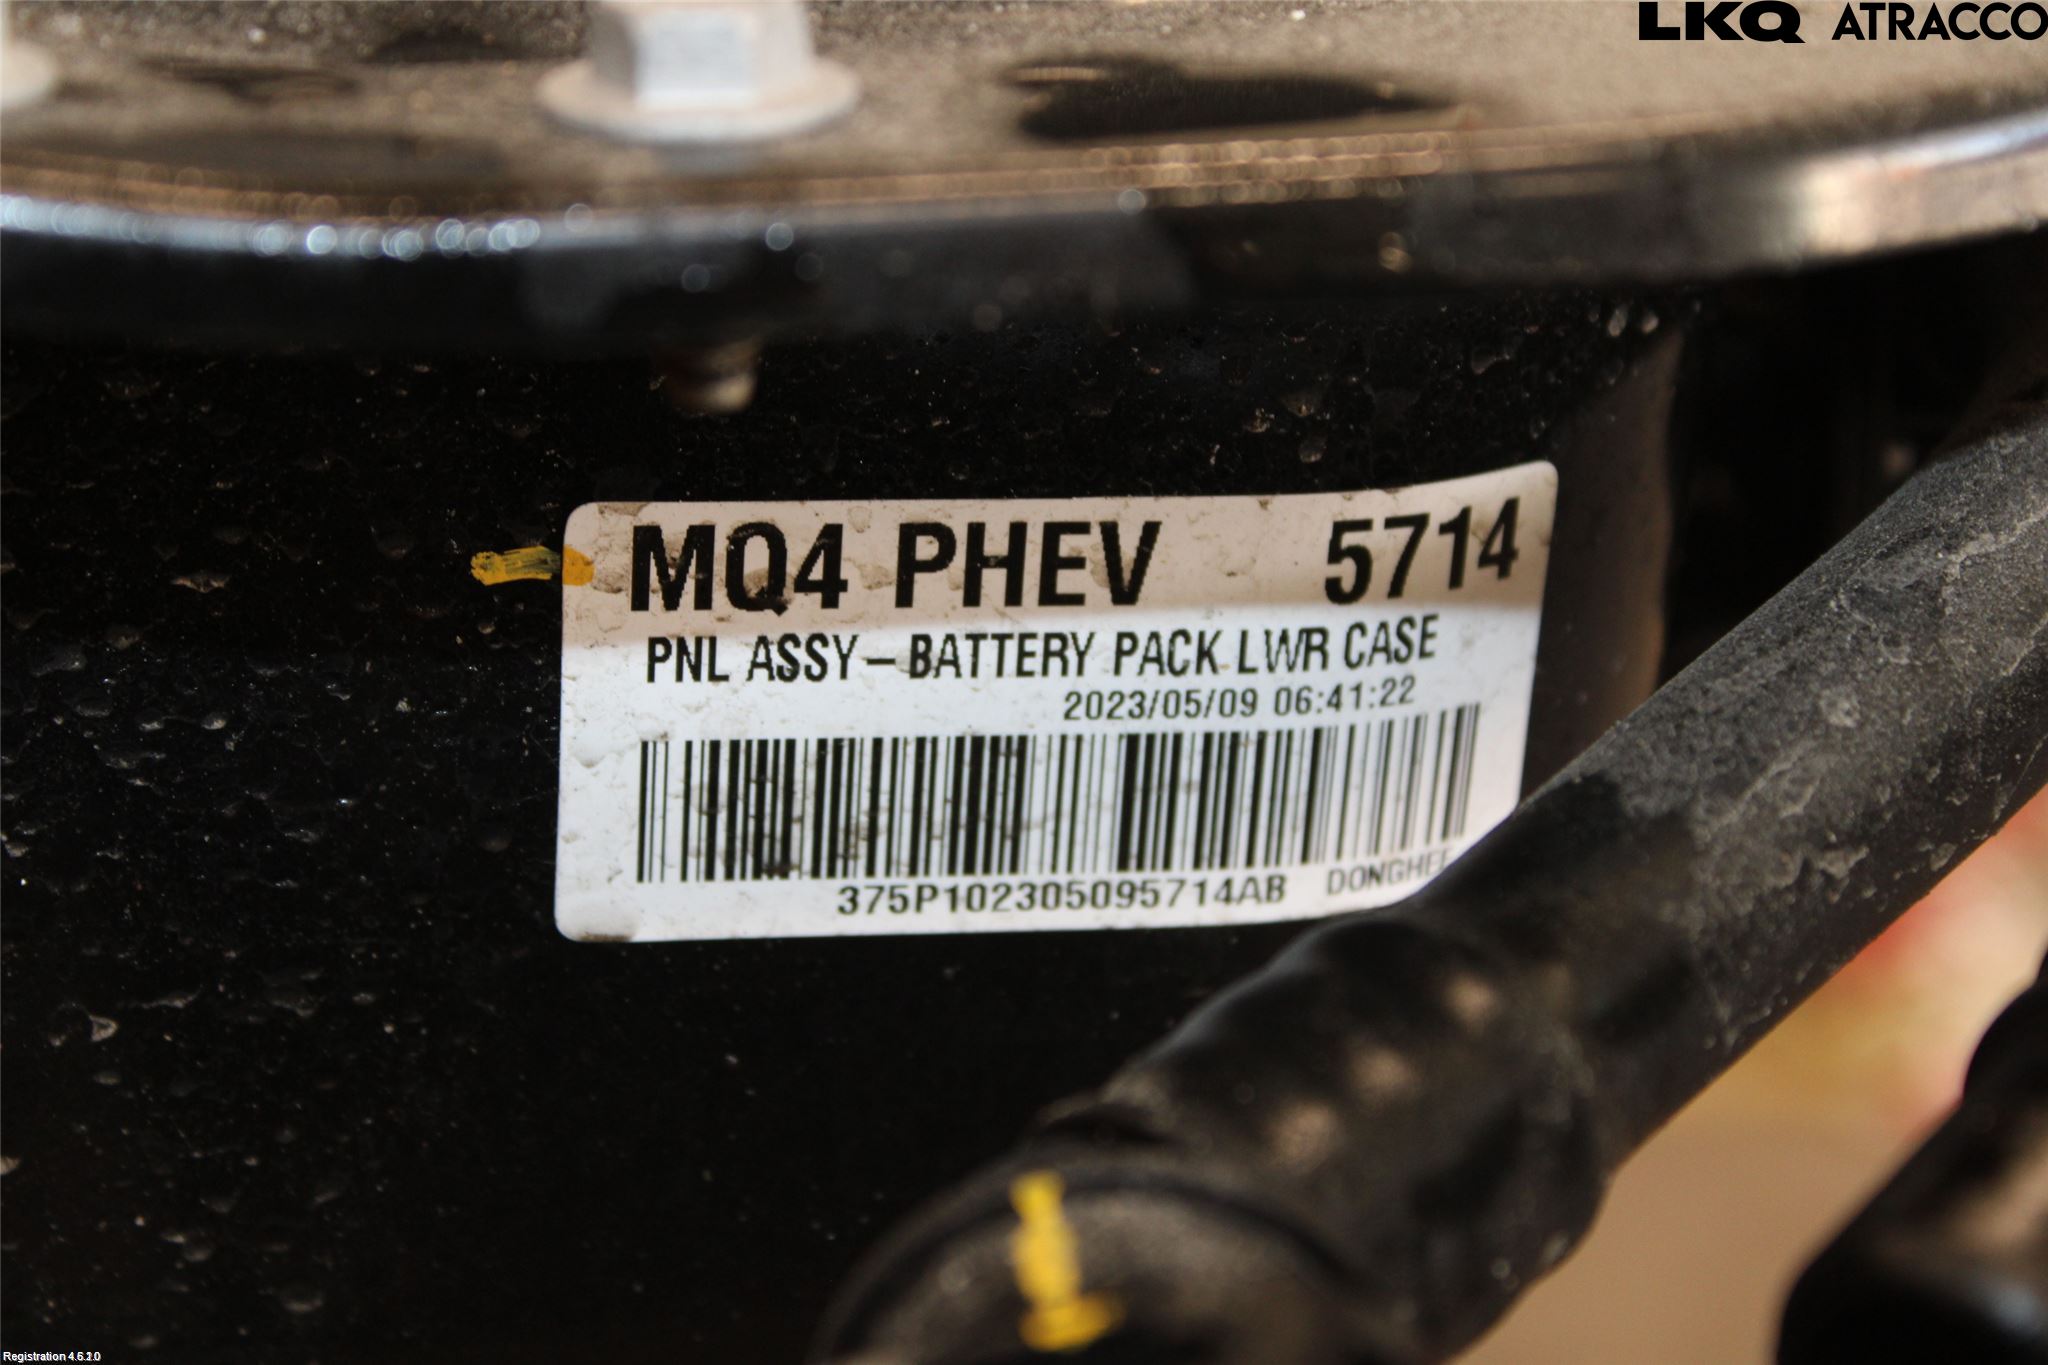 LKQ ATRACCO
MQ4 PHEV 5714
PNL ASSY-BATTERY PACK LWR CASE
2023/05/09 06:41:22
375P102305095714AB DONGHEE
Registration 4.6.2.0